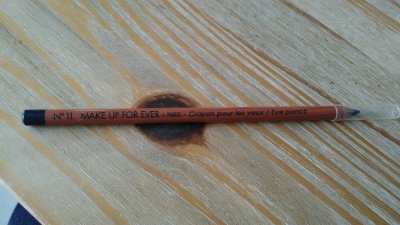 N° 11 MAKE UP FOR EVER - PARIS - Crayon pour les yeux / Eye pencil